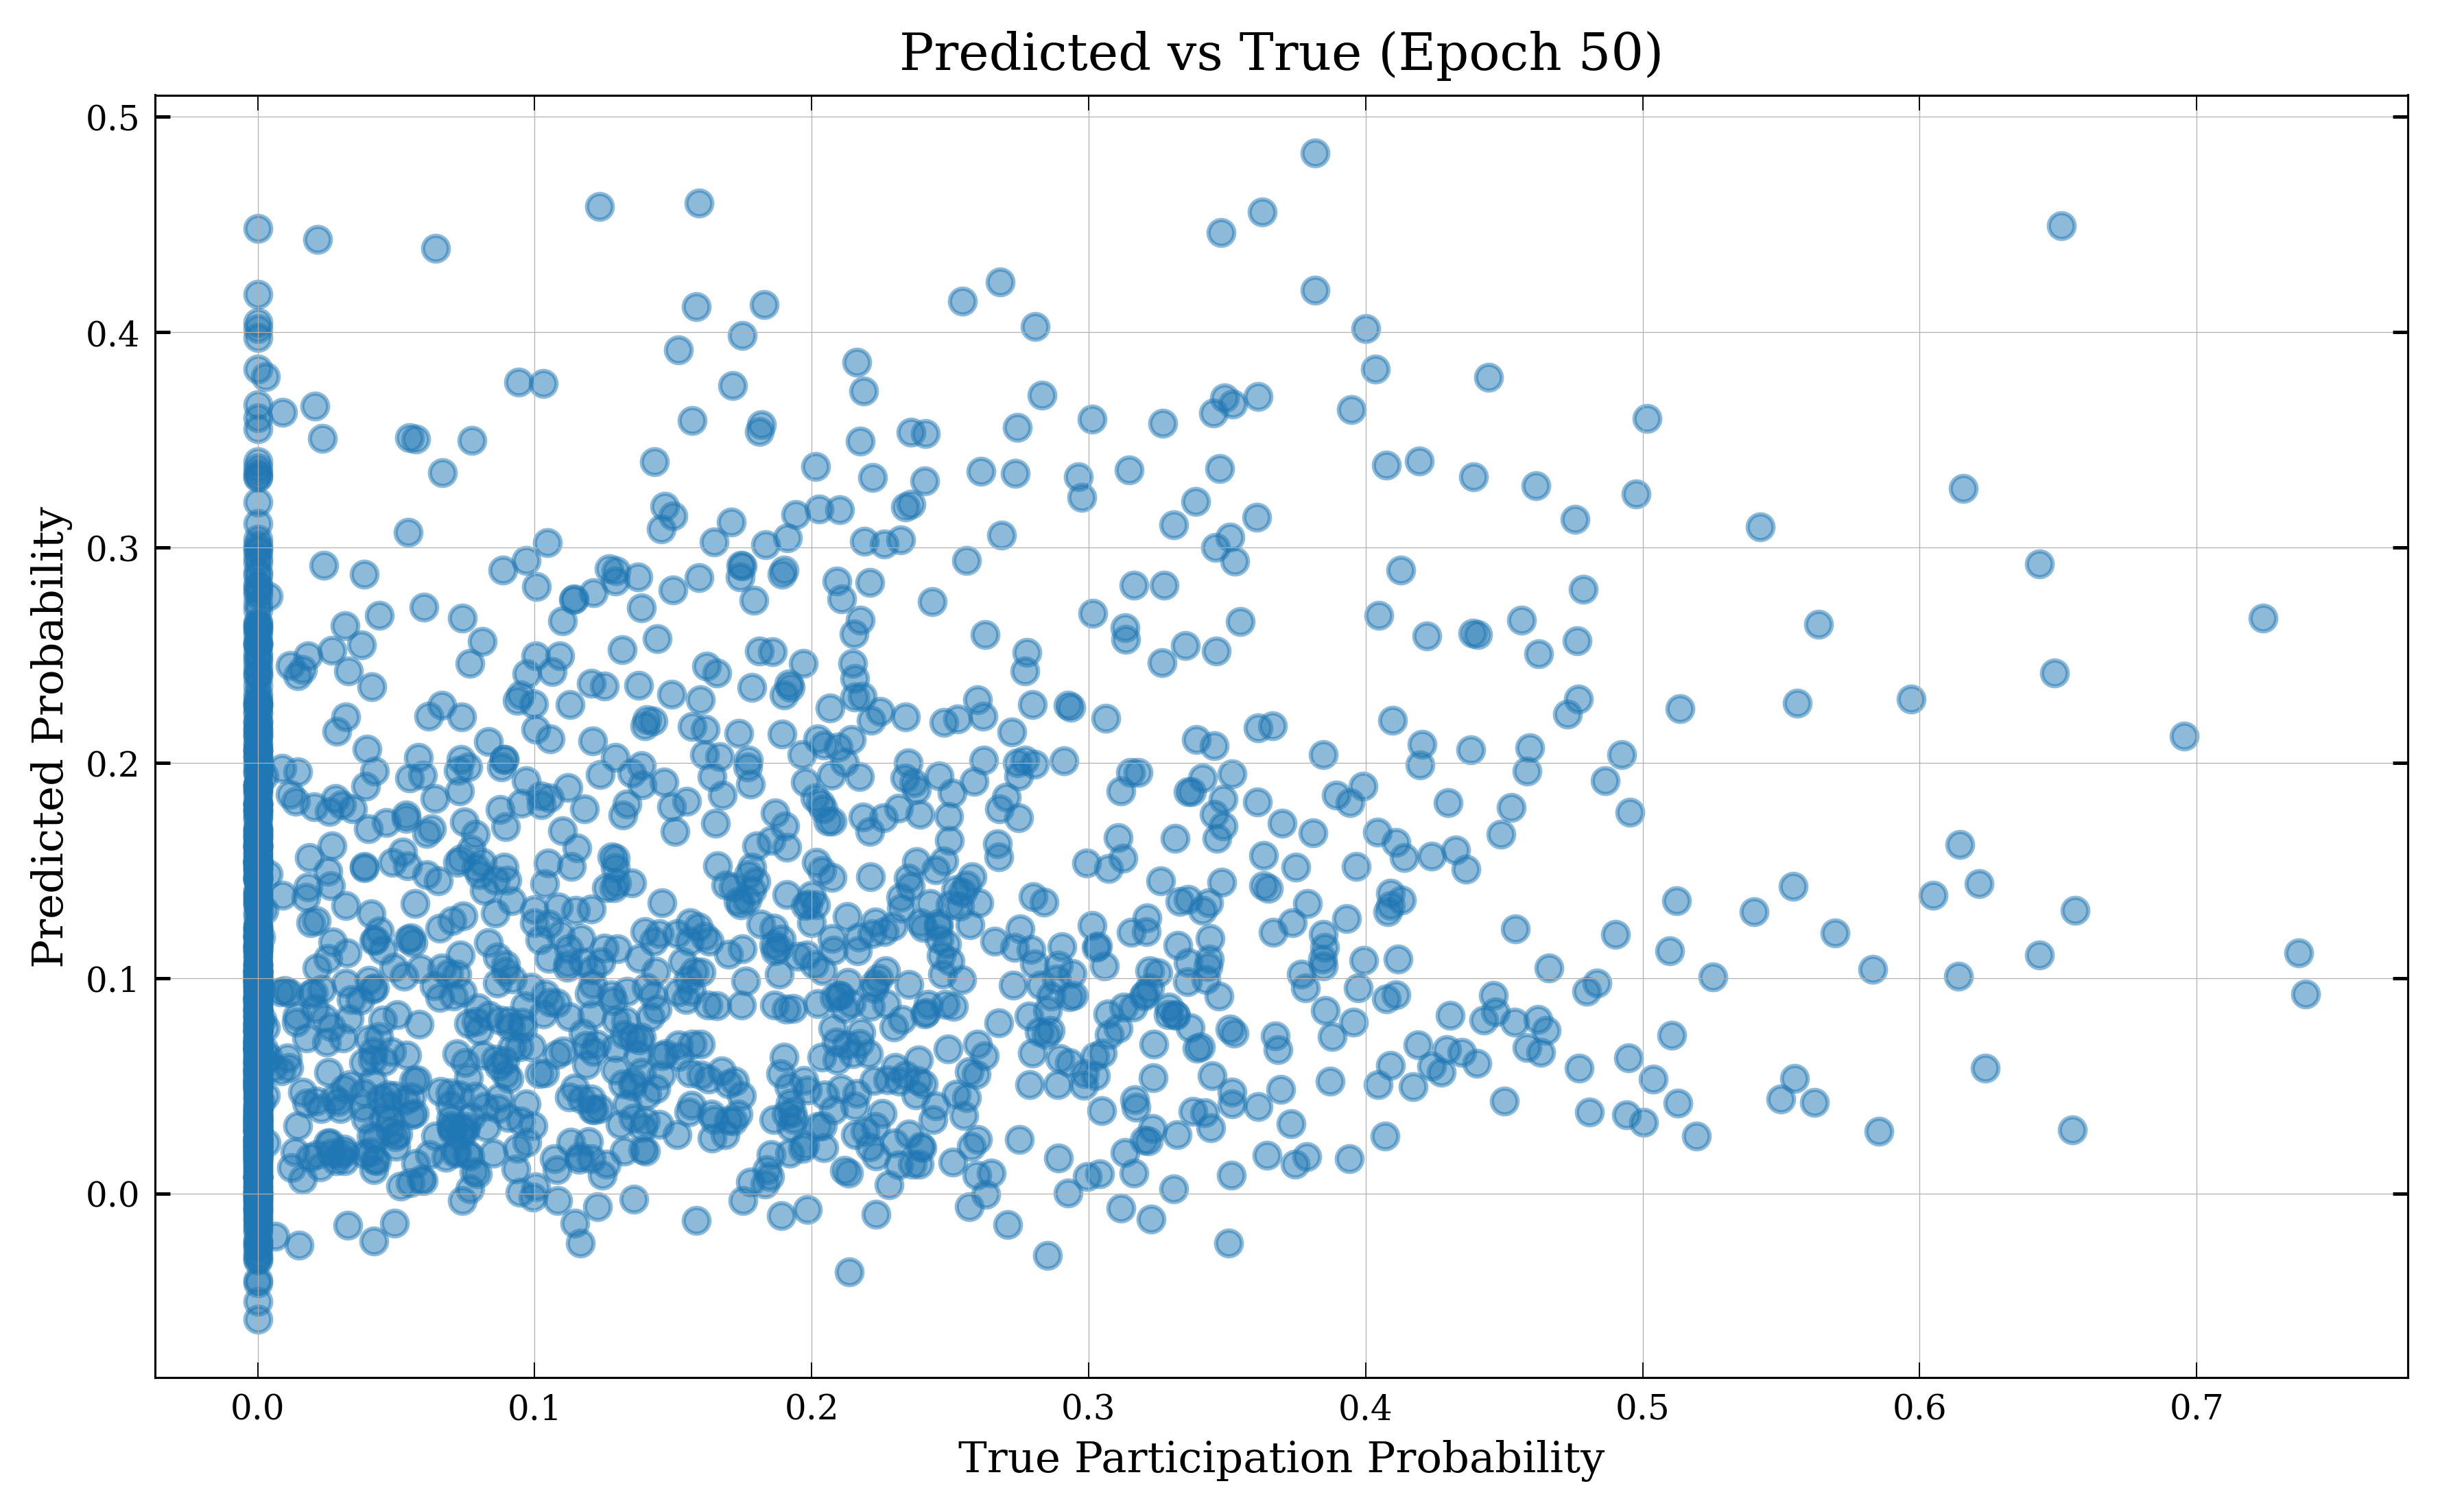 Predicted vs True (Epoch 50)
0.5
0.4
0.3
0.2
0.1
0.0
Predicted Probability
0.0 0.1 0.2 0.3 0.4 0.5 0.6 0.7
True Participation Probability